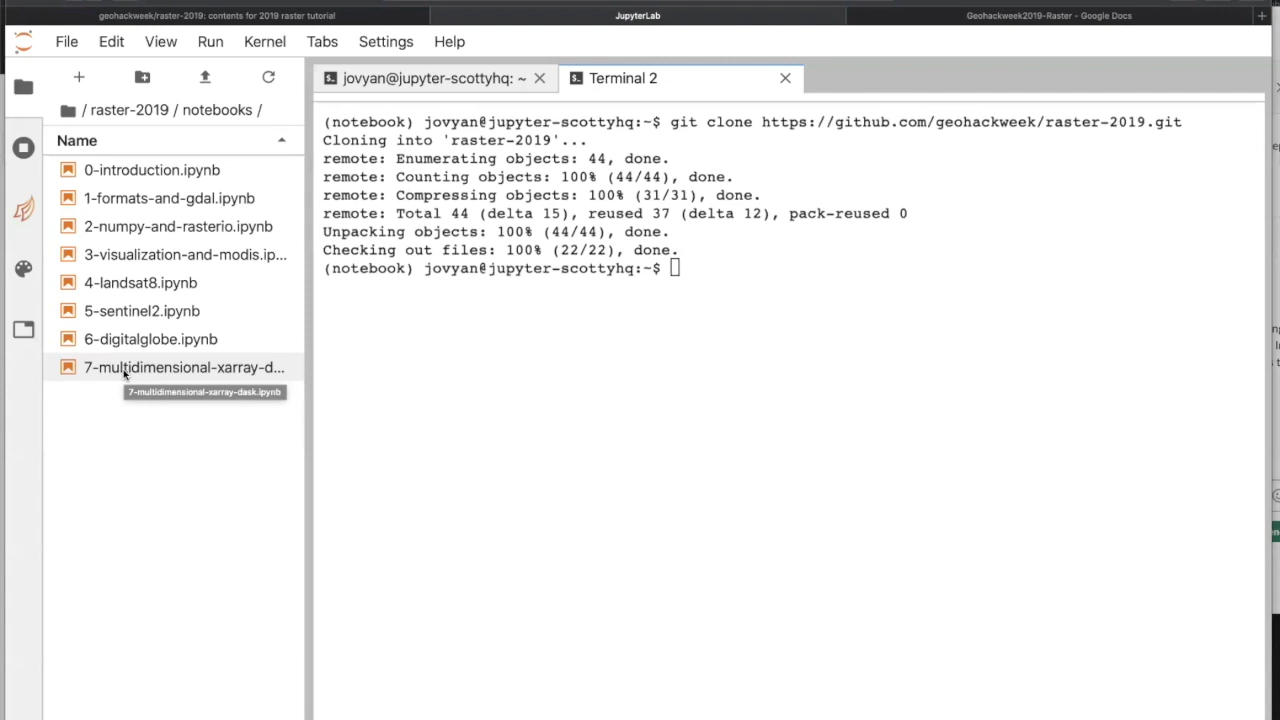 geohackweek/raster-2019: contents for 2019 raster tutorial
JupyterLab
Geohackweek2019-Raster - Google Docs
File Edit View Run Kernel Tabs Settings Help
/ raster-2019 / notebooks /
Name
0-introduction.ipynb
1-formats-and-gdal.ipynb
2-numpy-and-rasterio.ipynb
3-visualization-and-modis.ip...
4-landsat8.ipynb
5-sentinel2.ipynb
6-digitalglobe.ipynb
7-multidimensional-xarray-d...
7-multidimensional-xarray-dask.ipynb
jovyan@jupyter-scottyhq: ~
Terminal 2
(notebook) jovyan@jupyter-scottyhq:~$ git clone https://github.com/geohackweek/raster-2019.git
Cloning into 'raster-2019'...
remote: Enumerating objects: 44, done.
remote: Counting objects: 100% (44/44), done.
remote: Compressing objects: 100% (31/31), done.
remote: Total 44 (delta 15), reused 37 (delta 12), pack-reused 0
Unpacking objects: 100% (44/44), done.
Checking out files: 100% (22/22), done.
(notebook) jovyan@jupyter-scottyhq:~$